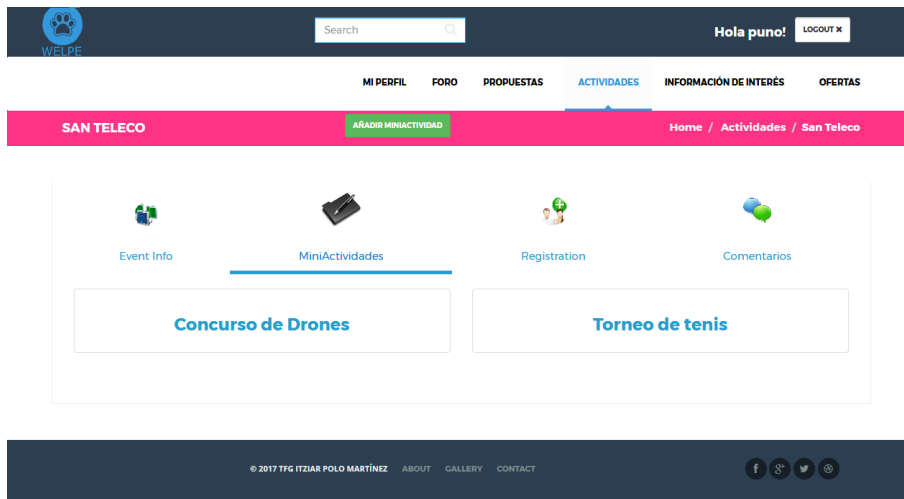 WELPE
Search
Hola puno!
LOGOUT ✖
MI PERFIL FORO PROPUESTAS ACTIVIDADES INFORMACIÓN DE INTERÉS OFERTAS
SAN TELECO
AÑADIR MINIACTIVIDAD
Home / Actividades / San Teleco
Event Info
MiniActividades
Registration
Comentarios
Concurso de Drones
Torneo de tenis
© 2017 TFG ITZIAR POLO MARTÍNEZ ABOUT GALLERY CONTACT